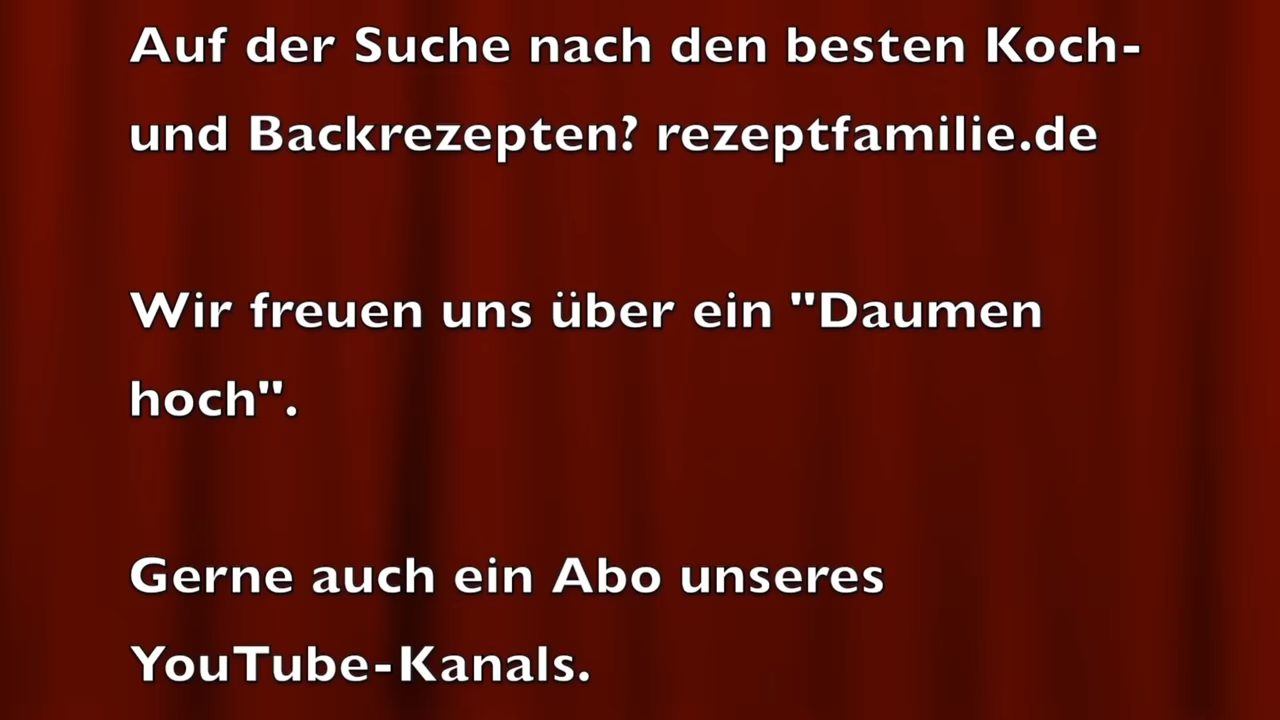 Auf der Suche nach den besten Koch-
und Backrezepten? rezeptfamilie.de
Wir freuen uns über ein "Daumen
hoch".
Gerne auch ein Abo unseres
YouTube-Kanals.